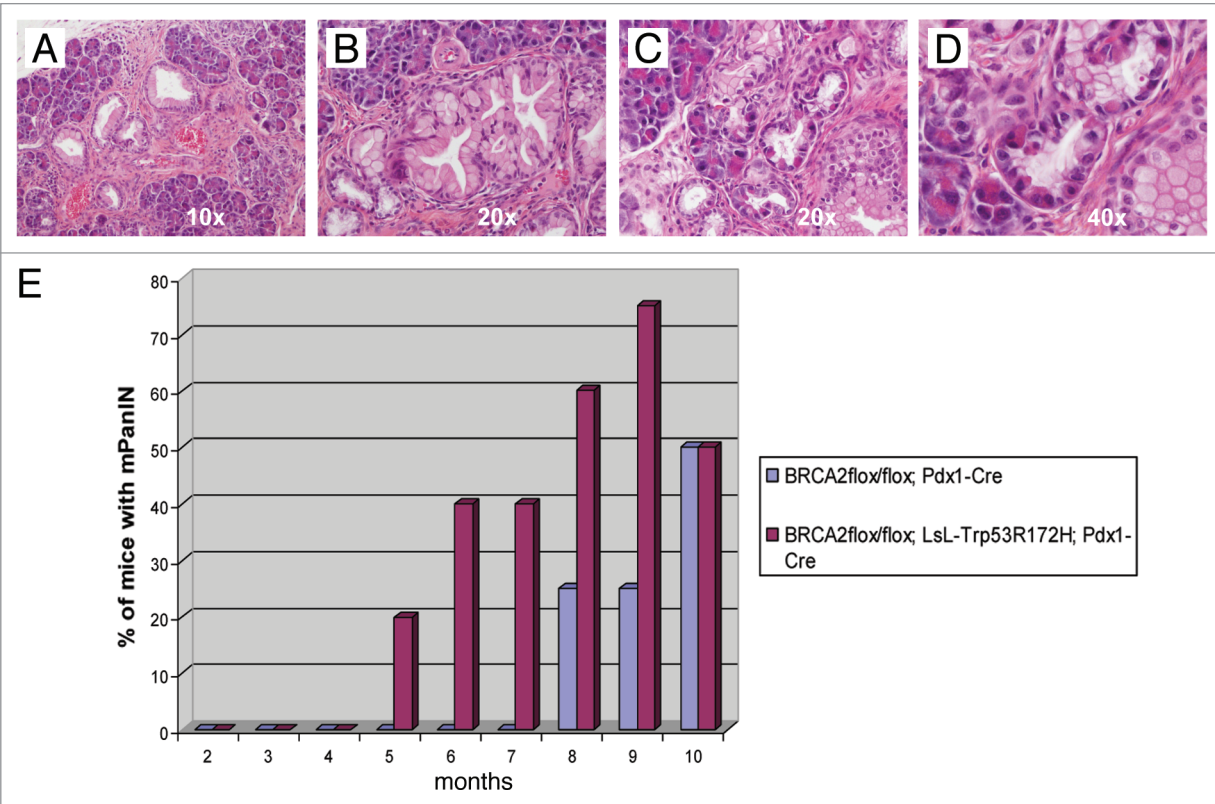 A
B
C
D
10x
20x
20x
40x
E
80
70
60
50
40
30
20
10
0
% of mice with mPanIN
2 3 4 5 6 7 8 9 10
months
BRCA2flox/flox; Pdx1-Cre
BRCA2flox/flox; LsL-Trp53R172H; Pdx1-
Cre